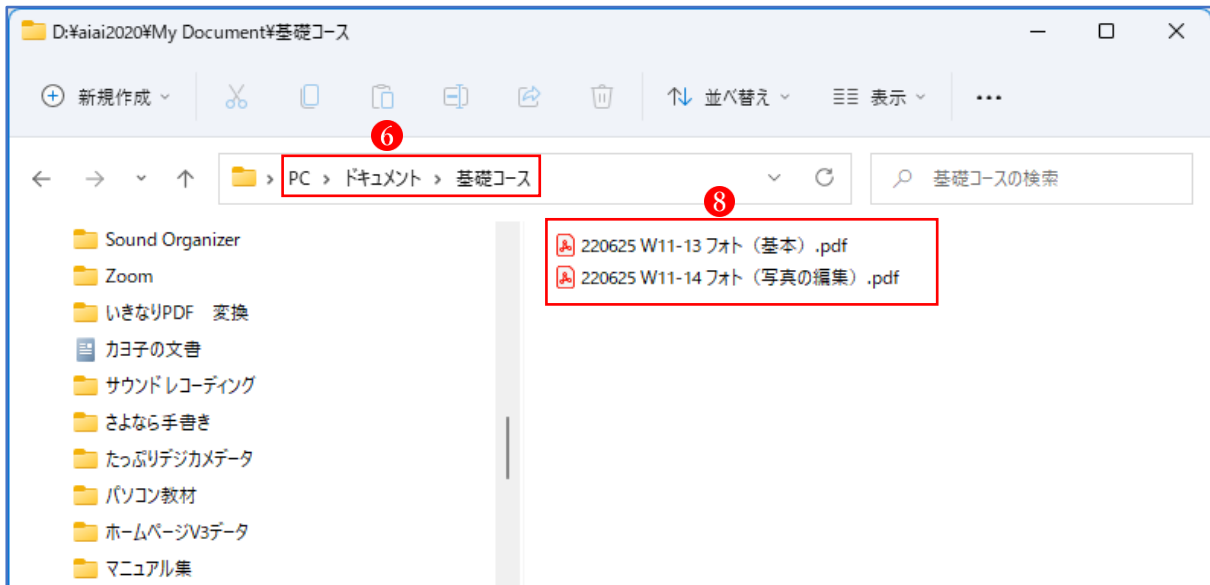 D:¥aiai2020¥My Document¥基礎コース
新規作成 並べ替え 表示
6
PC › ドキュメント › 基礎コース 基礎コースの検索
8
Sound Organizer
Zoom
いきなりPDF　変換
カヨ子の文書
サウンド レコーディング
さよなら手書き
たっぷりデジカメデータ
パソコン教材
ホームページV3データ
マニュアル集
220625 W11-13 フォト（基本）.pdf
220625 W11-14 フォト（写真の編集）.pdf